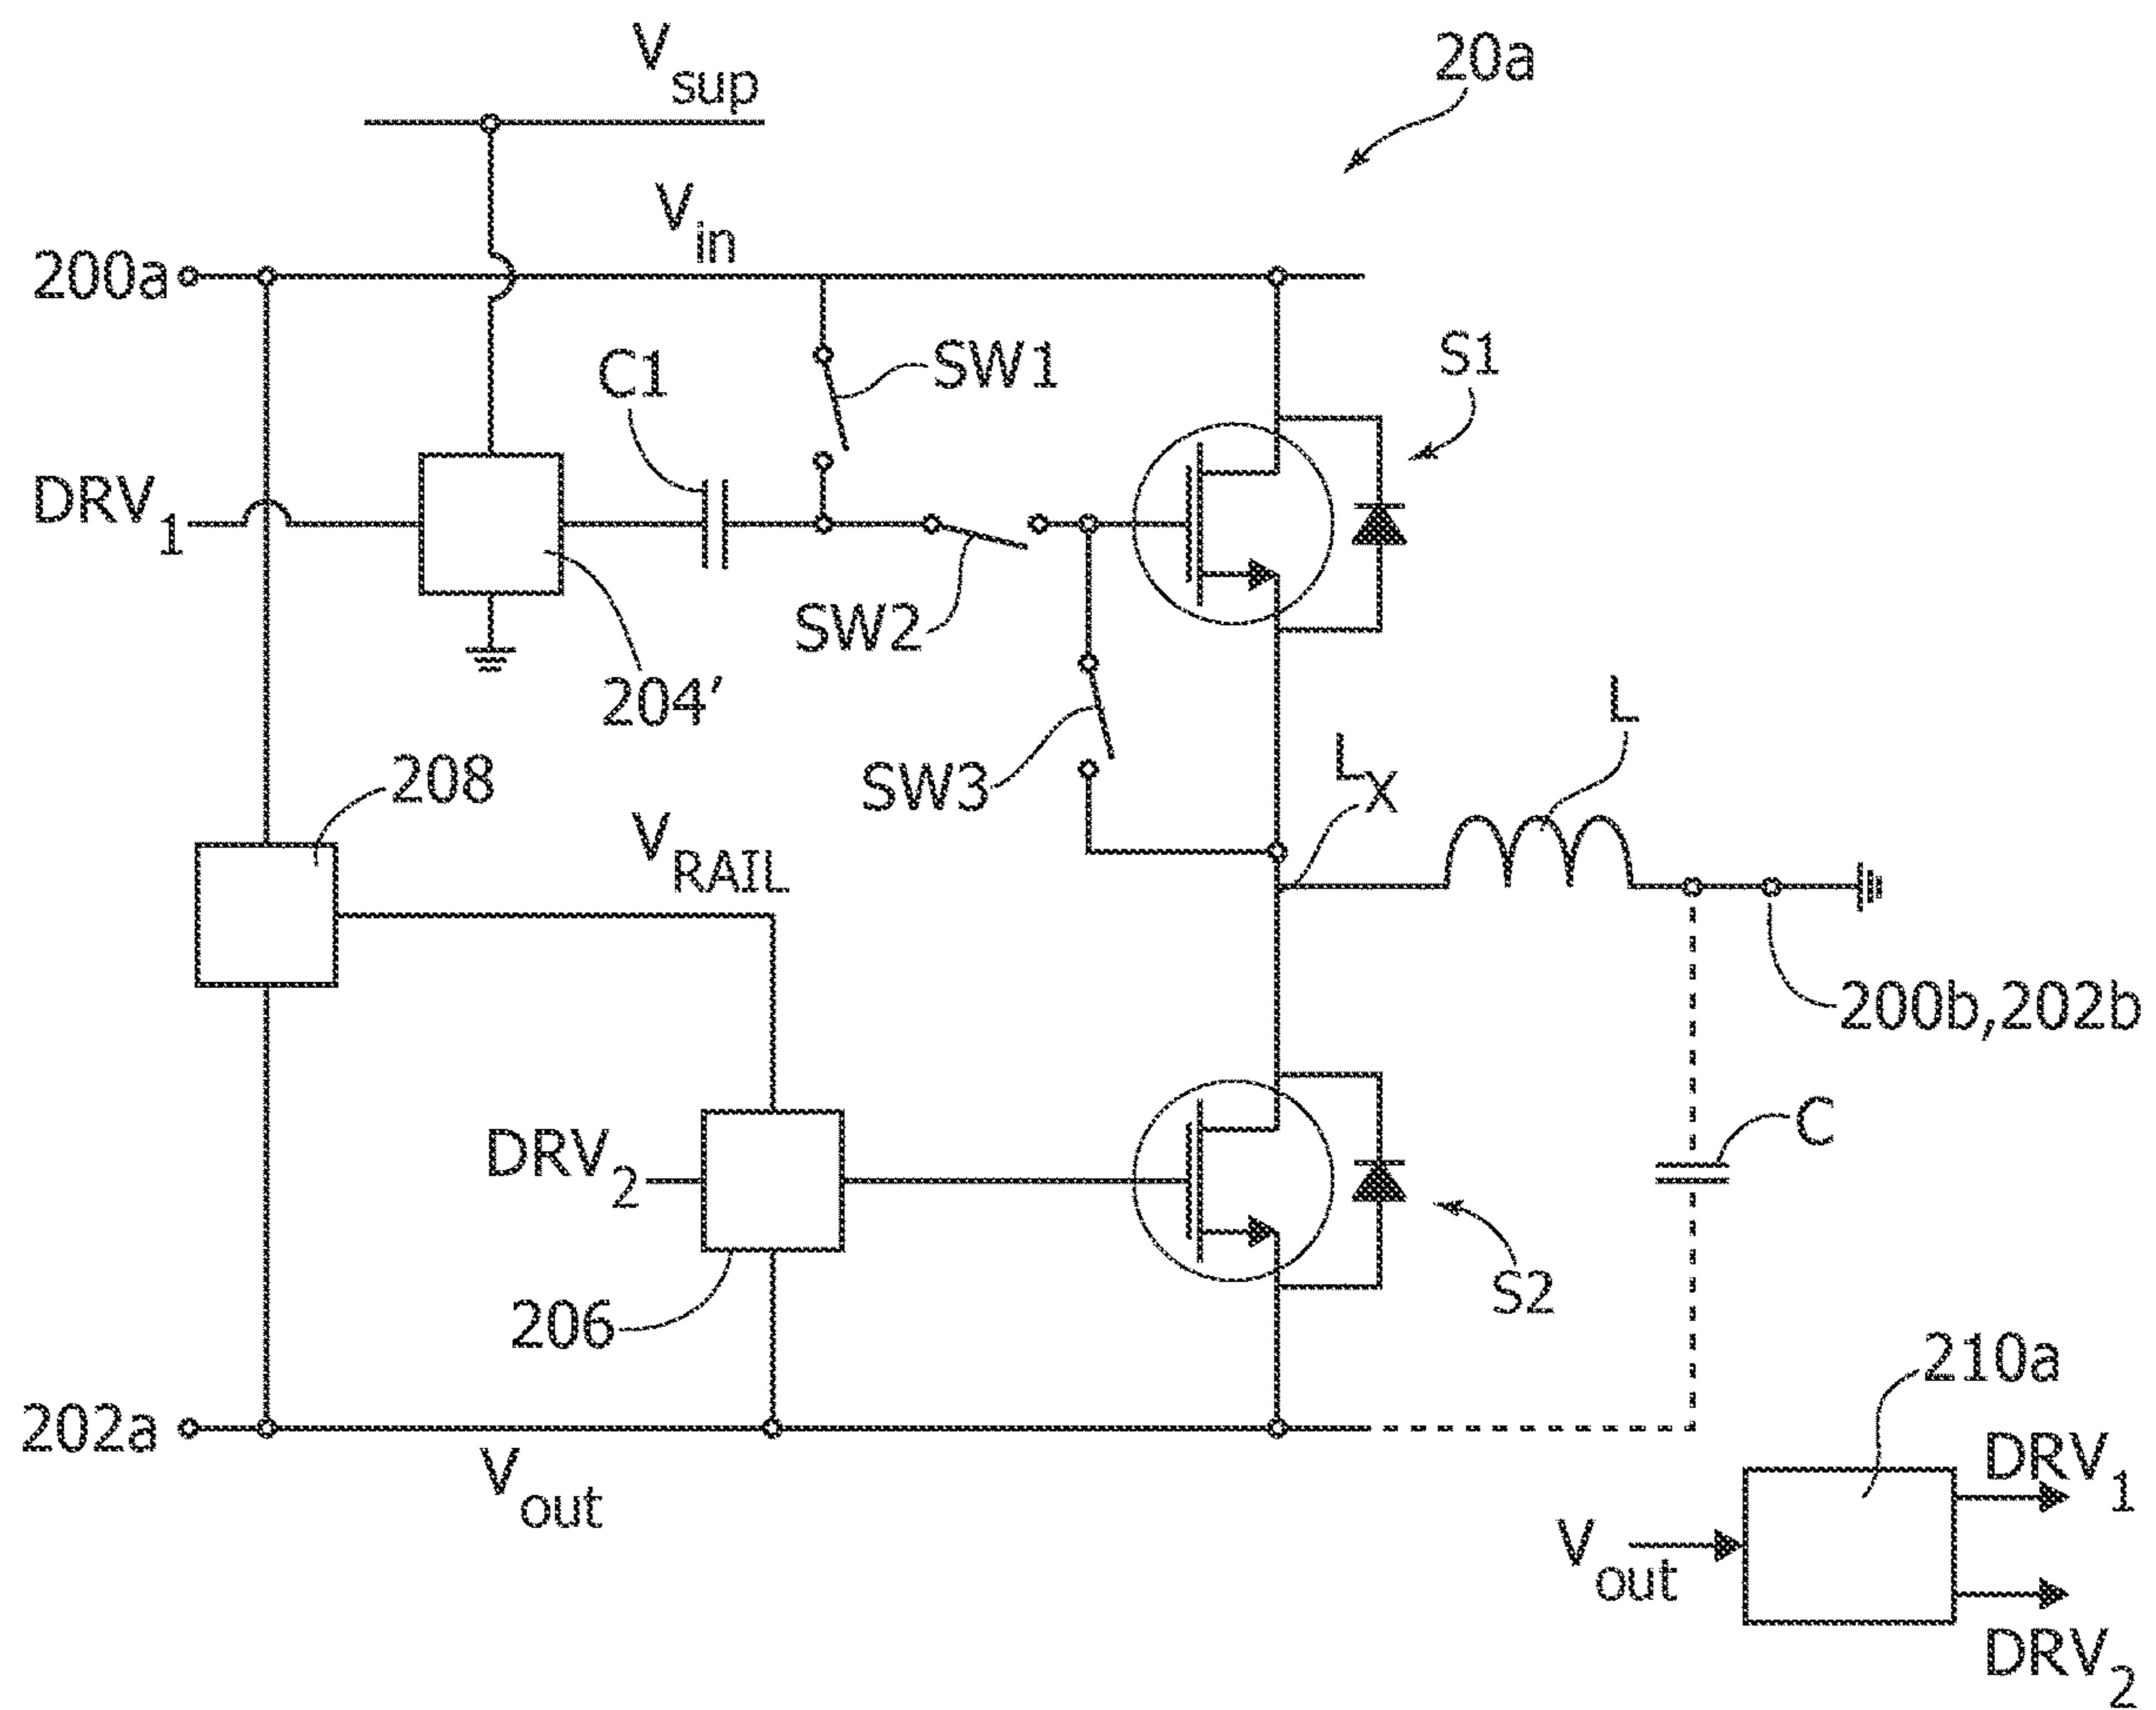 V_sup
20a
V_in
200a
S1
SW1
C1
DRV_1
SW2
204'
L
208
SW3
L_X
V_RAIL
200b,202b
C
DRV_2
S2
206
210a
202a
V_out
DRV_1
V_out
DRV_2